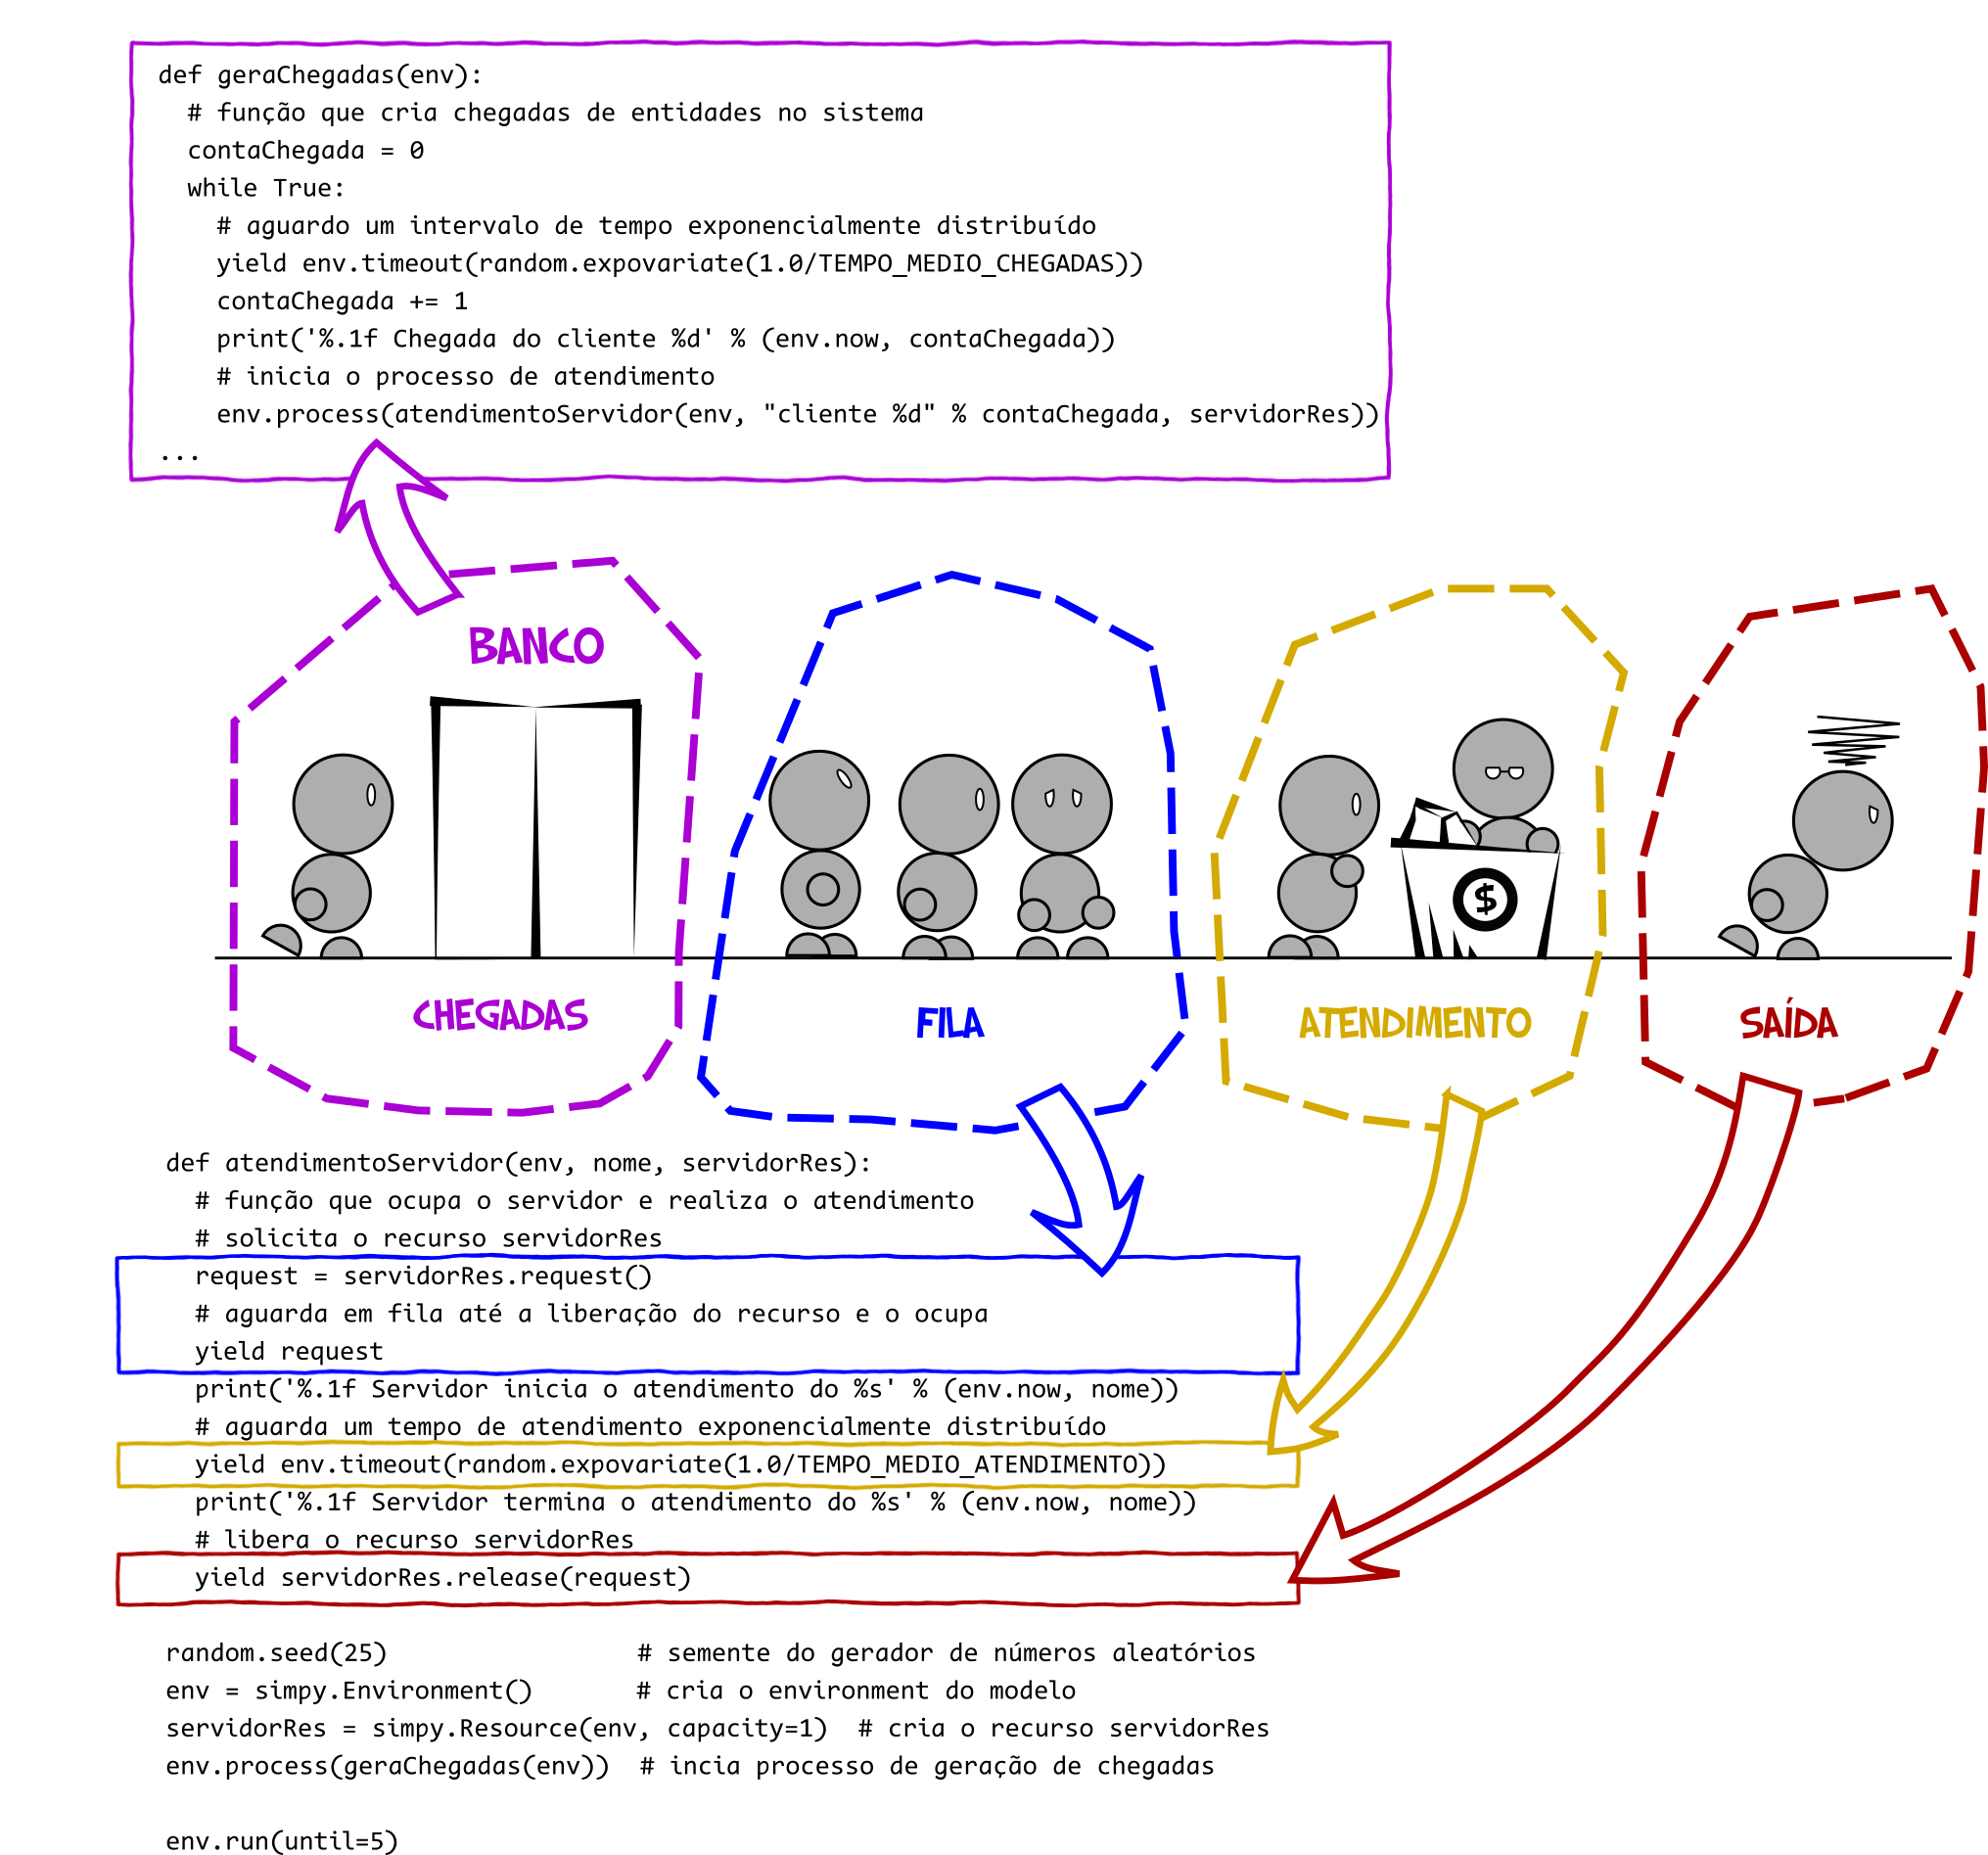 def geraChegadas(env):
# função que cria chegadas de entidades no sistema
contaChegada = 0
while True:
# aguardo um intervalo de tempo exponencialmente distribuído
yield env.timeout(random.expovariate(1.0/TEMPO_MEDIO_CHEGADAS))
contaChegada += 1
print('%.1f Chegada do cliente %d' % (env.now, contaChegada))
# inicia o processo de atendimento
env.process(atendimentoServidor(env, "cliente %d" % contaChegada, servidorRes))
...
BANCO
$
CHEGADAS
FILA
ATENDIMENTO
SAÍDA
def atendimentoServidor(env, nome, servidorRes):
# função que ocupa o servidor e realiza o atendimento
# solicita o recurso servidorRes
request = servidorRes.request()
# aguarda em fila até a liberação do recurso e o ocupa
yield request
print('%.1f Servidor inicia o atendimento do %s' % (env.now, nome))
# aguarda um tempo de atendimento exponencialmente distribuído
yield env.timeout(random.expovariate(1.0/TEMPO_MEDIO_ATENDIMENTO))
print('%.1f Servidor termina o atendimento do %s' % (env.now, nome))
# libera o recurso servidorRes
yield servidorRes.release(request)
random.seed(25) # semente do gerador de números aleatórios
env = simpy.Environment() # cria o environment do modelo
servidorRes = simpy.Resource(env, capacity=1) # cria o recurso servidorRes
env.process(geraChegadas(env)) # incia processo de geração de chegadas
env.run(until=5)